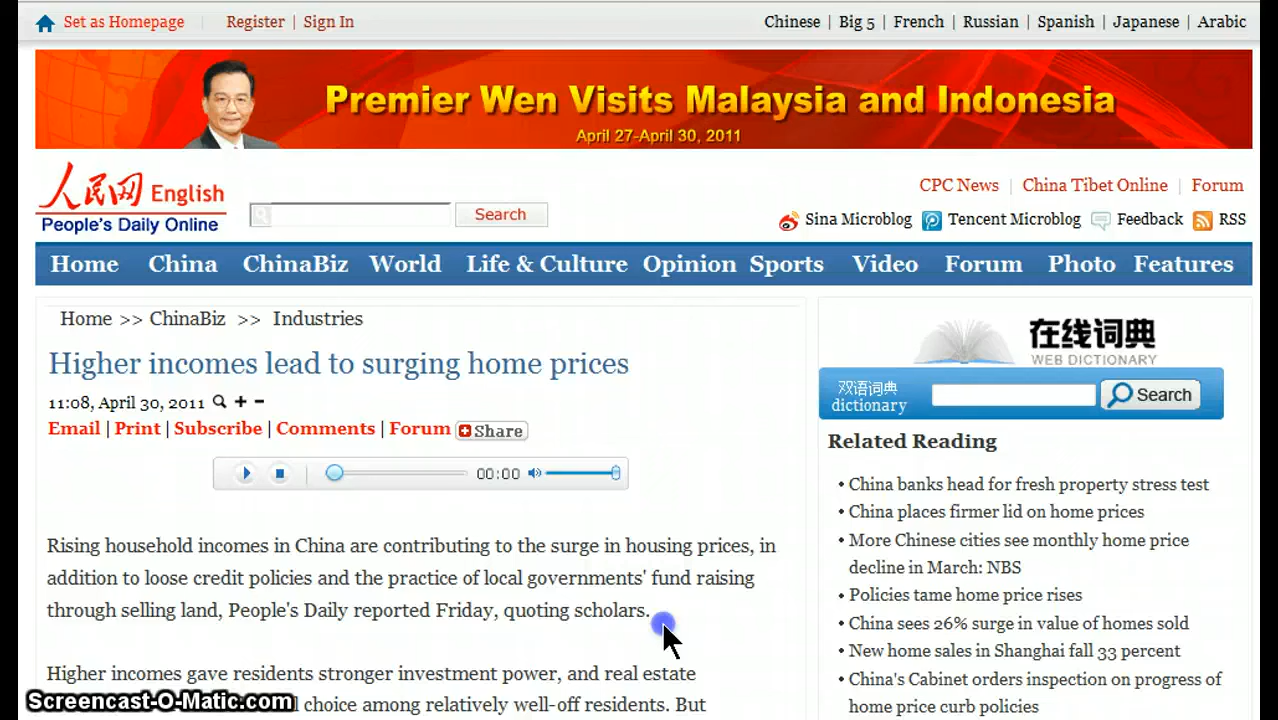 Set as Homepage | Register | Sign In
Chinese | Big 5 | French | Russian | Spanish | Japanese | Arabic
Premier Wen Visits Malaysia and Indonesia
April 27-April 30, 2011
人民网 English
People's Daily Online
Search
CPC News | China Tibet Online | Forum
Sina Microblog Tencent Microblog Feedback RSS
Home China ChinaBiz World Life & Culture Opinion Sports Video Forum Photo Features
Home >> ChinaBiz >> Industries
Higher incomes lead to surging home prices
11:08, April 30, 2011 + -
Email | Print | Subscribe | Comments | Forum Share
00:00
Rising household incomes in China are contributing to the surge in housing prices, in
addition to loose credit policies and the practice of local governments' fund raising
through selling land, People's Daily reported Friday, quoting scholars.
Higher incomes gave residents stronger investment power, and real estate
choice among relatively well-off residents. But
在线词典
WEB DICTIONARY
双语词典
dictionary
Search
Related Reading
• China banks head for fresh property stress test
• China places firmer lid on home prices
• More Chinese cities see monthly home price
decline in March: NBS
• Policies tame home price rises
• China sees 26% surge in value of homes sold
• New home sales in Shanghai fall 33 percent
• China's Cabinet orders inspection on progress of
home price curb policies
Screencast-O-Matic.com